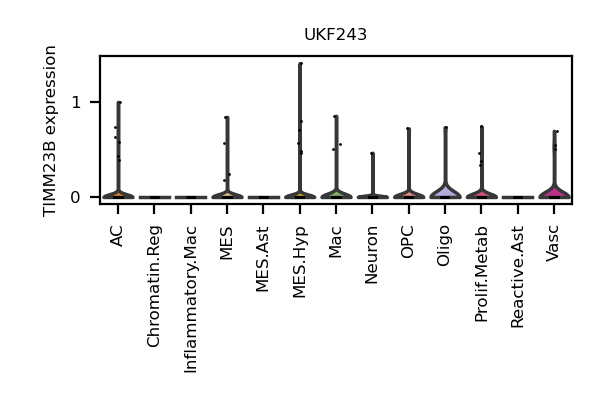 UKF243
TIMM23B expression
1
0
AC
Chromatin.Reg
Inflammatory.Mac
MES
MES.Ast
MES.Hyp
Mac
Neuron
OPC
Oligo
Prolif.Metab
Reactive.Ast
Vasc